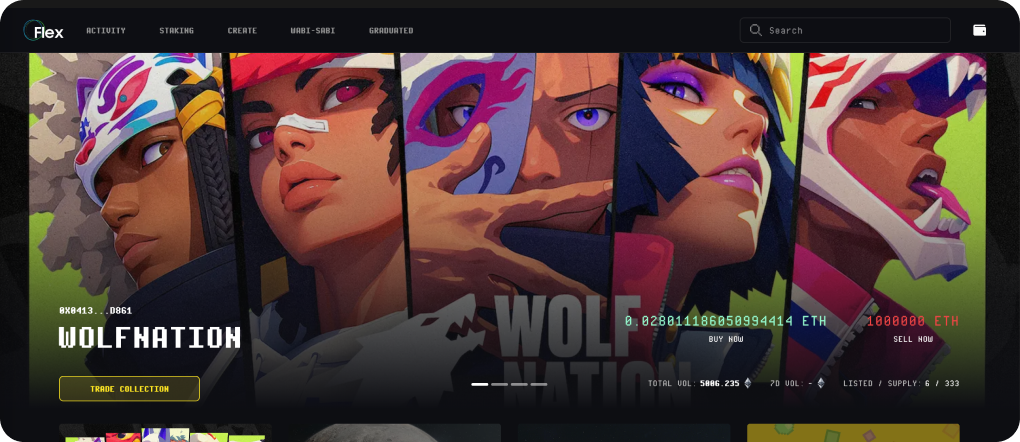 Flex
ACTIVITY STAKING CREATE WABI-SABI GRADUATED
Search
0X0413...D861
WOLFNATION
TRADE COLLECTION
WOLF
NATION
0.028011186050994414 ETH 1000000 ETH
BUY NOW SELL NOW
TOTAL VOL: 5086.235 7D VOL: - LISTED / SUPPLY: 6 / 333